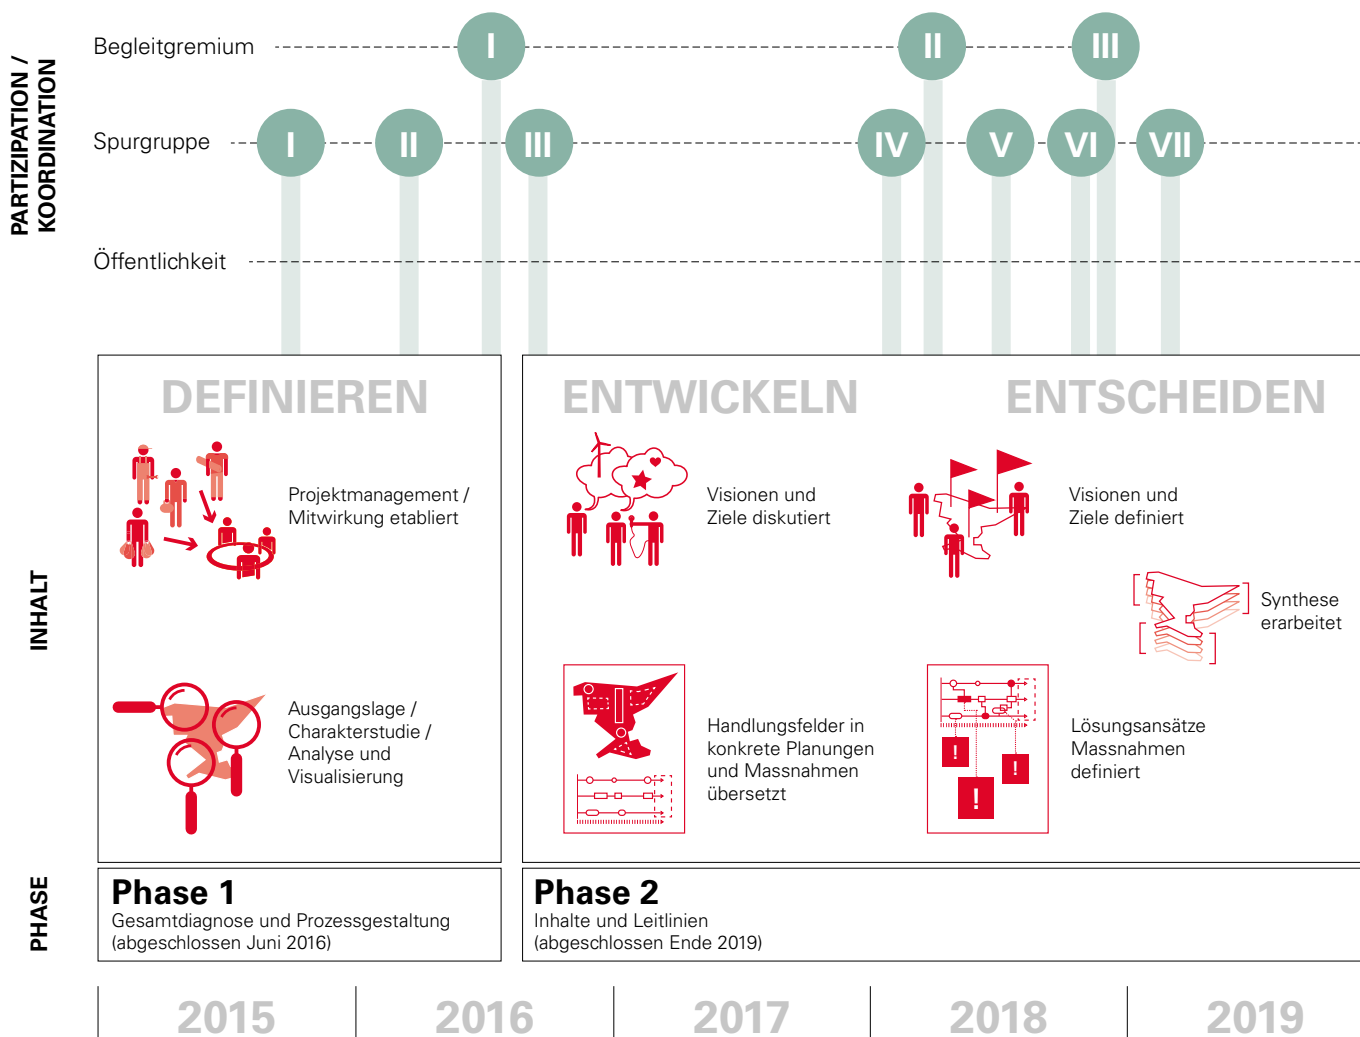 PARTIZIPATION /
KOORDINATION
Begleitgremium
I
II
III
Spurgruppe
I
II
III
IV
V
VI
VII
Öffentlichkeit
INHALT
DEFINIEREN
Projektmanagement /
Mitwirkung etabliert
Ausgangslage /
Charakterstudie /
Analyse und
Visualisierung
ENTWICKELN
Visionen und
Ziele diskutiert
Handlungsfelder in
konkrete Planungen
und Massnahmen
übersetzt
ENTSCHEIDEN
Visionen und
Ziele definiert
Synthese
erarbeitet
!
!
!
Lösungsansätze
Massnahmen
definiert
PHASE
Phase 1
Gesamtdiagnose und Prozessgestaltung
(abgeschlossen Juni 2016)
Phase 2
Inhalte und Leitlinien
(abgeschlossen Ende 2019)
2015
2016
2017
2018
2019